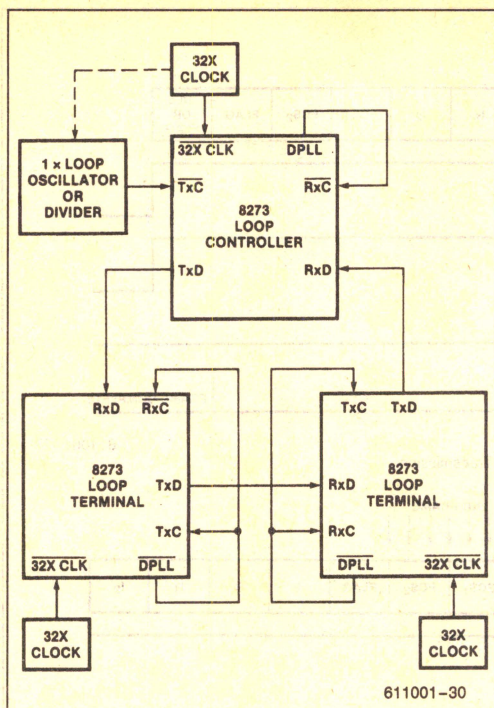 32X
CLOCK
1 x LOOP
OSCILLATOR
OR
DIVIDER
32X CLK DPLL
TxC RxC
8273
LOOP
CONTROLLER
TxD RxD
RxD RxC
8273
LOOP
TERMINAL
TxD
TxC
32X CLK DPLL
32X
CLOCK
TxC TxD
RxD
8273
LOOP
TERMINAL
RxC
DPLL 32X CLK
32X
CLOCK
611001-30